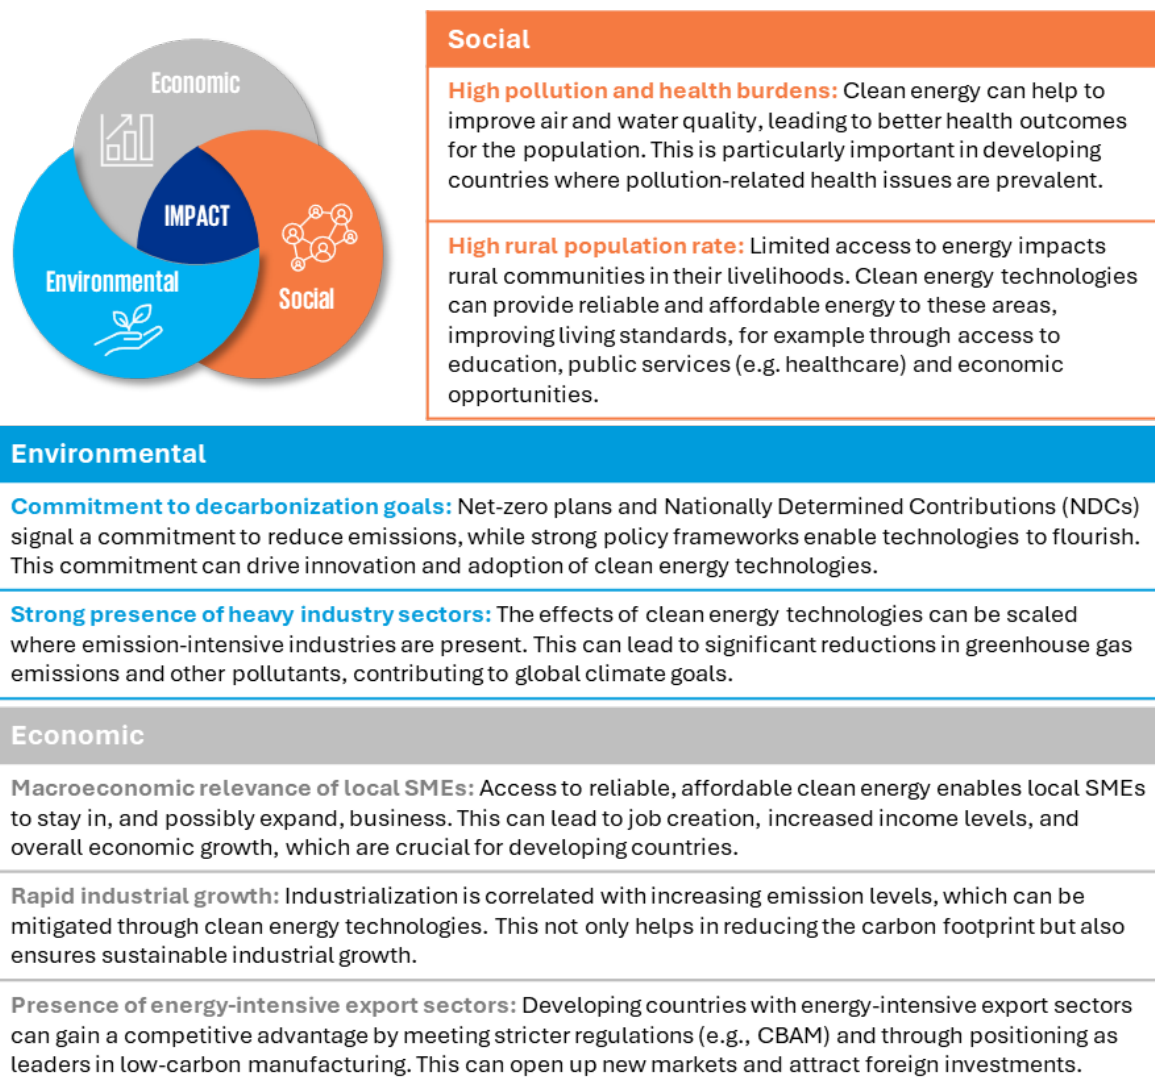 Economic
IMPACT
Environmental
Social
Social
High pollution and health burdens: Clean energy can help to
improve air and water quality, leading to better health outcomes
for the population. This is particularly important in developing
countries where pollution-related health issues are prevalent.
High rural population rate: Limited access to energy impacts
rural communities in their livelihoods. Clean energy technologies
can provide reliable and affordable energy to these areas,
improving living standards, for example through access to
education, public services (e.g. healthcare) and economic
opportunities.
Environmental
Commitment to decarbonization goals: Net-zero plans and Nationally Determined Contributions (NDCs)
signal a commitment to reduce emissions, while strong policy frameworks enable technologies to flourish.
This commitment can drive innovation and adoption of clean energy technologies.
Strong presence of heavy industry sectors: The effects of clean energy technologies can be scaled
where emission-intensive industries are present. This can lead to significant reductions in greenhouse gas
emissions and other pollutants, contributing to global climate goals.
Economic
Macroeconomic relevance of local SMEs: Access to reliable, affordable clean energy enables local SMEs
to stay in, and possibly expand, business. This can lead to job creation, increased income levels, and
overall economic growth, which are crucial for developing countries.
Rapid industrial growth: Industrialization is correlated with increasing emission levels, which can be
mitigated through clean energy technologies. This not only helps in reducing the carbon footprint but also
ensures sustainable industrial growth.
Presence of energy-intensive export sectors: Developing countries with energy-intensive export sectors
can gain a competitive advantage by meeting stricter regulations (e.g., CBAM) and through positioning as
leaders in low-carbon manufacturing. This can open up new markets and attract foreign investments.